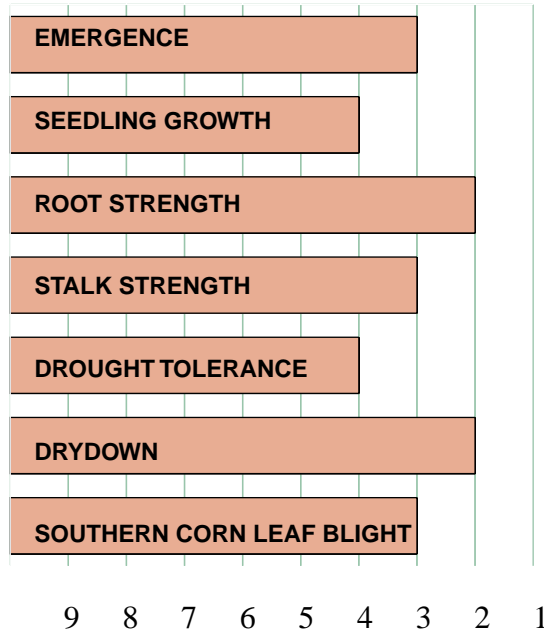 EMERGENCE
SEEDLING GROWTH
ROOT STRENGTH
STALK STRENGTH
DROUGHT TOLERANCE
DRYDOWN
SOUTHERN CORN LEAF BLIGHT
9 8 7 6 5 4 3 2 1